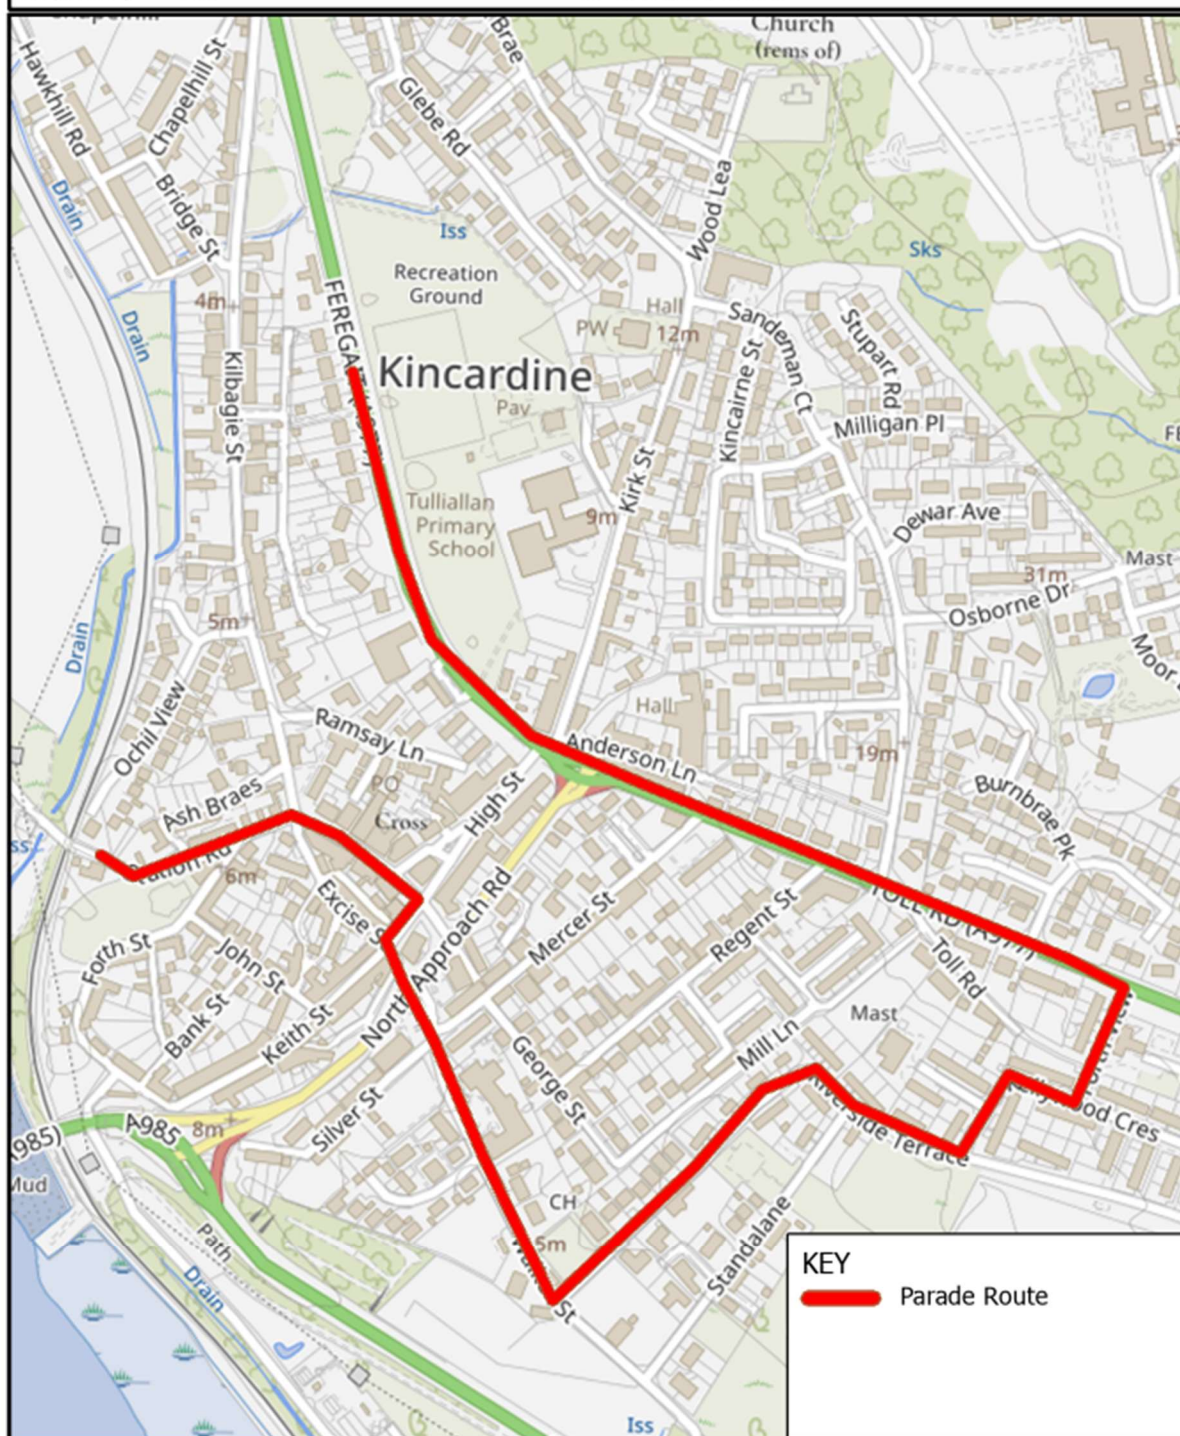 Church
(rems of)
Brae
Hawkhill Rd
Chapelhill St
Glebe Rd
Drain
Bridge St
Wood Lea
Iss
Sks
Recreation
Ground
4m
Hall
PW
12m
Sandeman Ct
Stupart Rd
Drain
Kilbagie St
Kincardine
Pav
Kincairne St
Milligan Pl
Kirk St
Tulliallan
Primary
School
9m
Dewar Ave
Mast
31m
Osborne Dr
5m
Drain
Moor
Ochil View
Ramsay Ln
Hall
Anderson Ln
19m
PO
Cross
High St
Ash Braes
Burnbrae Pk
6m
Excise St
TOLL RD (A977)
Regent St
Mercer St
North Approach Rd
Forth St
John St
Toll Rd
Bank St
Keith St
Mast
Mill Ln
George St
Silver St
Riverside Terrace
A985
985)
8m
Mud
CH
Path
5m
Standalane
Drain
Iss
KEY
Parade Route